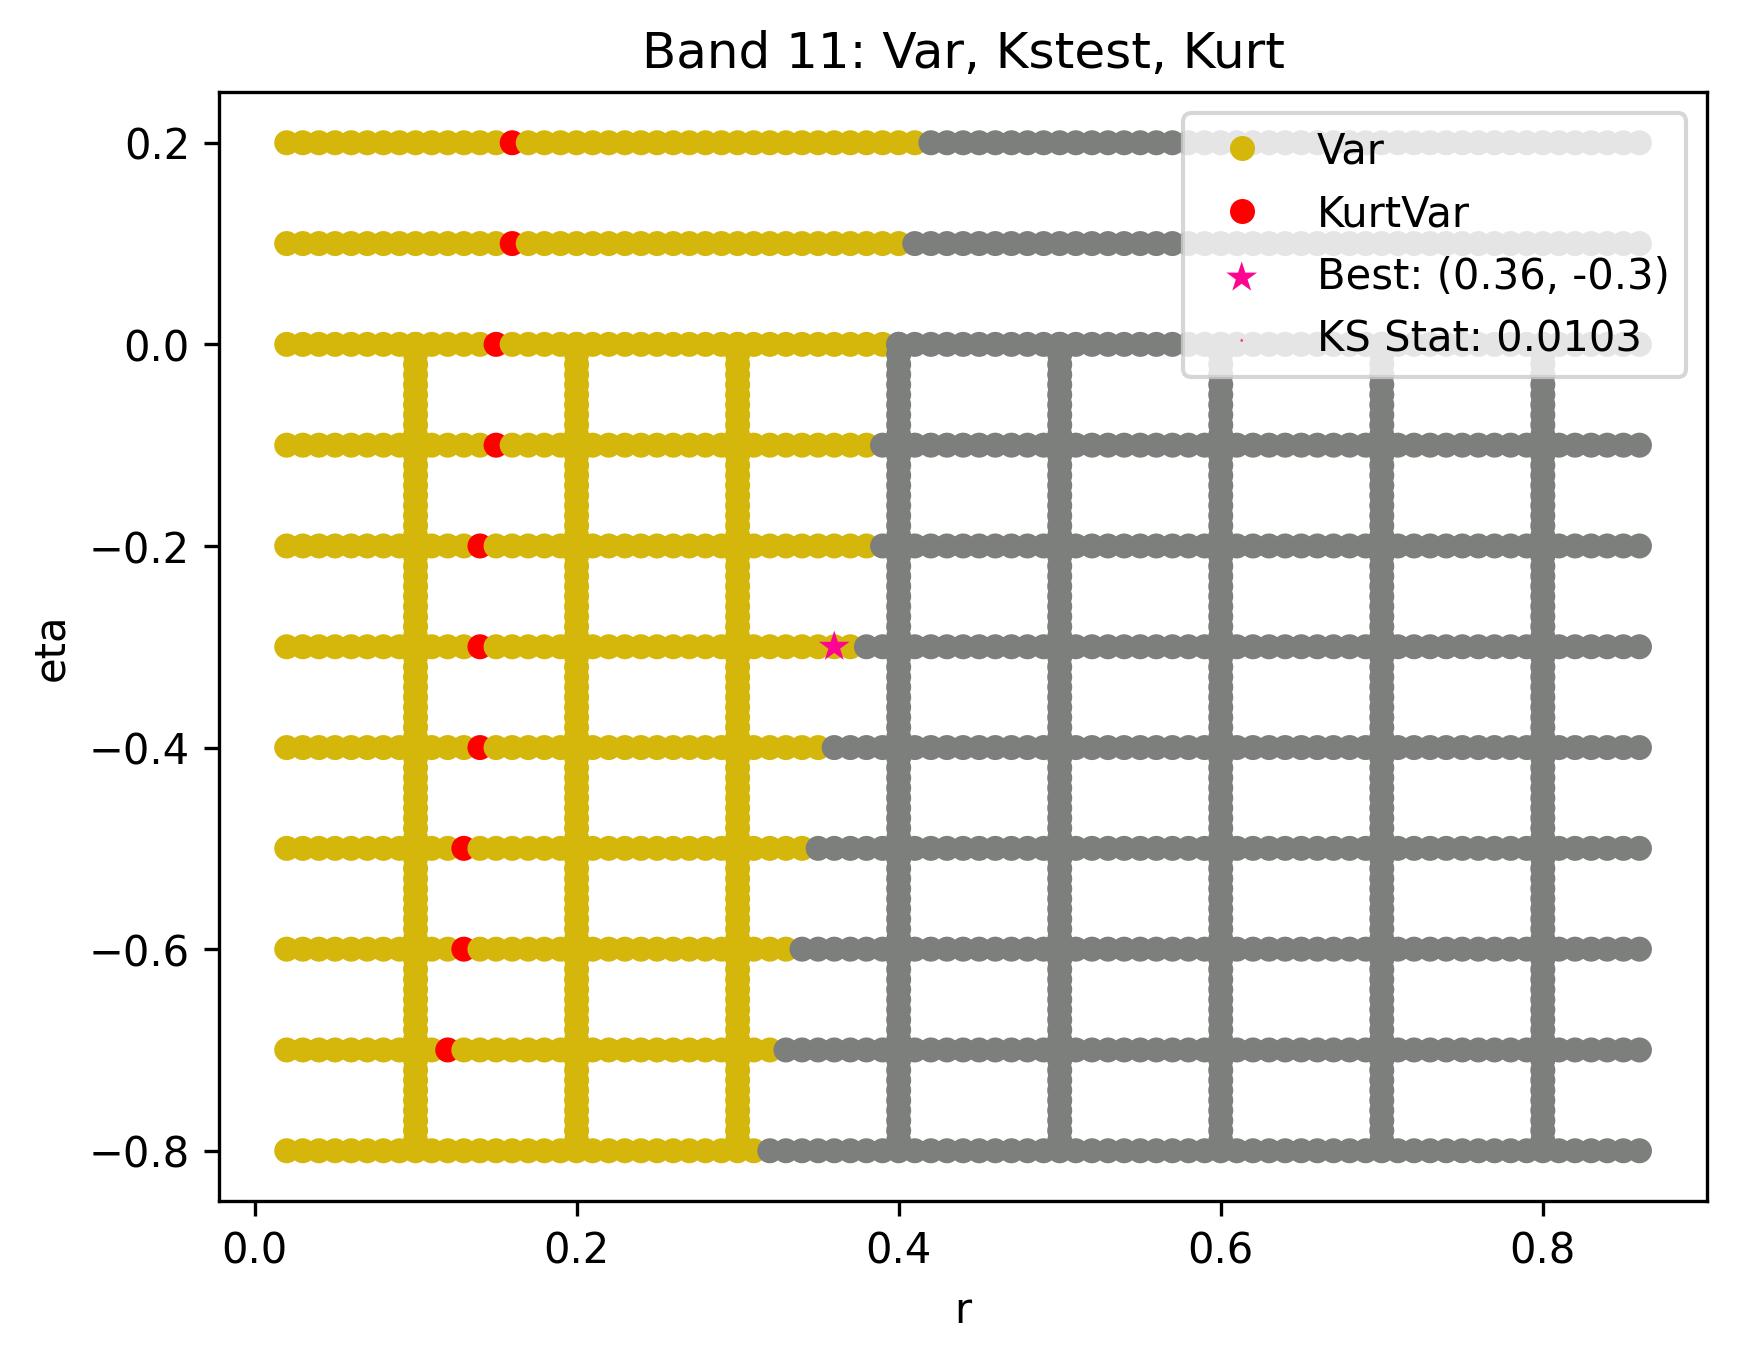 Band 11: Var, Kstest, Kurt
Var
KurtVar
Best: (0.36, -0.3)
KS Stat: 0.0103
0.2
0.0
−0.2
−0.4
−0.6
−0.8
eta
0.0 0.2 0.4 0.6 0.8
r